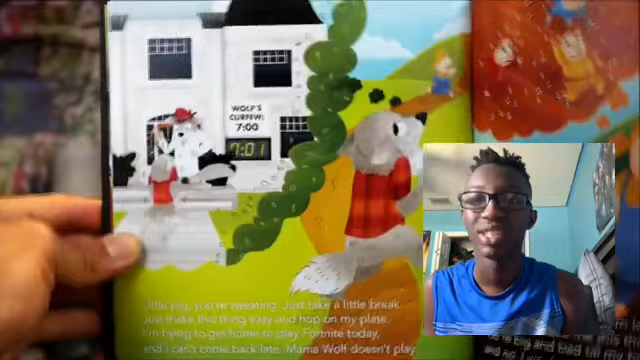 WOLF'S
CURFEW:
7:00
7:01
Little pig, you're sweating. Just take a little break
Just make this thing easy and hop on my plate.
I'm trying to get home to play Fortnite today,
and I can't come back late. Mama Wolf doesn't play